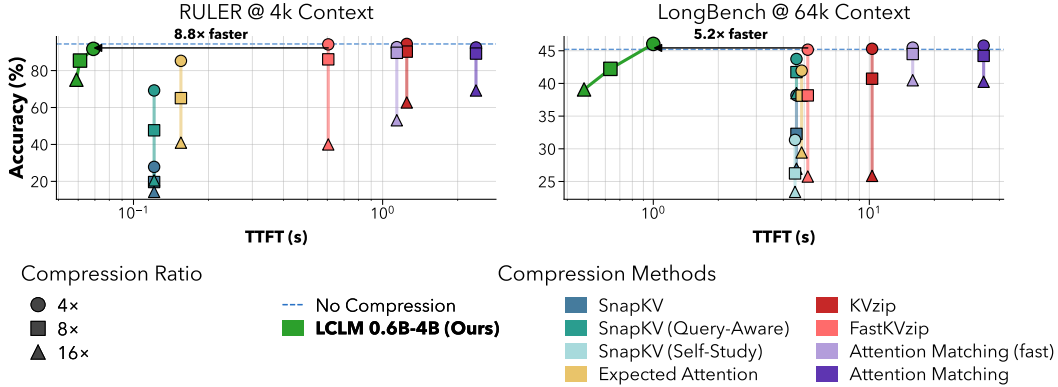 RULER @ 4k Context
8.8× faster
Accuracy (%)
80
60
40
20
10⁻¹
10⁰
TTFT (s)
LongBench @ 64k Context
5.2× faster
45
40
35
30
25
10⁰
10¹
TTFT (s)
Compression Ratio
4×
8×
16×
No Compression
LCLM 0.6B-4B (Ours)
Compression Methods
SnapKV
SnapKV (Query-Aware)
SnapKV (Self-Study)
Expected Attention
KVzip
FastKVzip
Attention Matching (fast)
Attention Matching